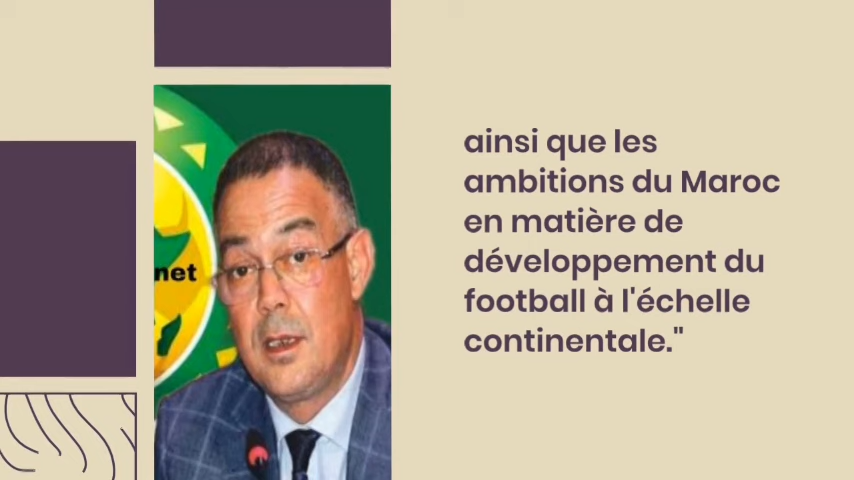 net
ainsi que les
ambitions du Maroc
en matière de
développement du
football à l'échelle
continentale."